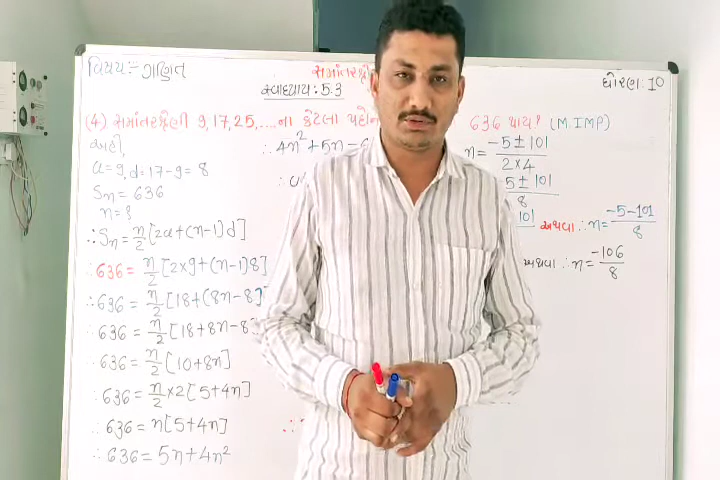 વિષય:- ગણિત
સમાંતરશ્રેણી
સ્વાધ્યાય: 5.3
ધોરણ: 10
(4) સમાંતરશ્રેણી 9,17,25,....ના કેટલા પદોન
636 થાય? (M.IMP)
અહી,
a=9, d=17-9=8
Sn = 636
n = ?
∴ Sn = n/2 [2a+(n-1)d]
∴ 636 = n/2 [2×9+(n-1)8]
∴ 636 = n/2 [18+(8n-8)]
∴ 636 = n/2 [18+8n-8]
∴ 636 = n/2 [10+8n]
∴ 636 = n/2 ×2[5+4n]
∴ 636 = n[5+4n]
∴ 636 = 5n+4n²
∴ 4n²+5n-6
n = -5±101/2×4
5±101/8
101 અથવા ∴ n = -5-101/8
અથવા ∴ n = -106/8